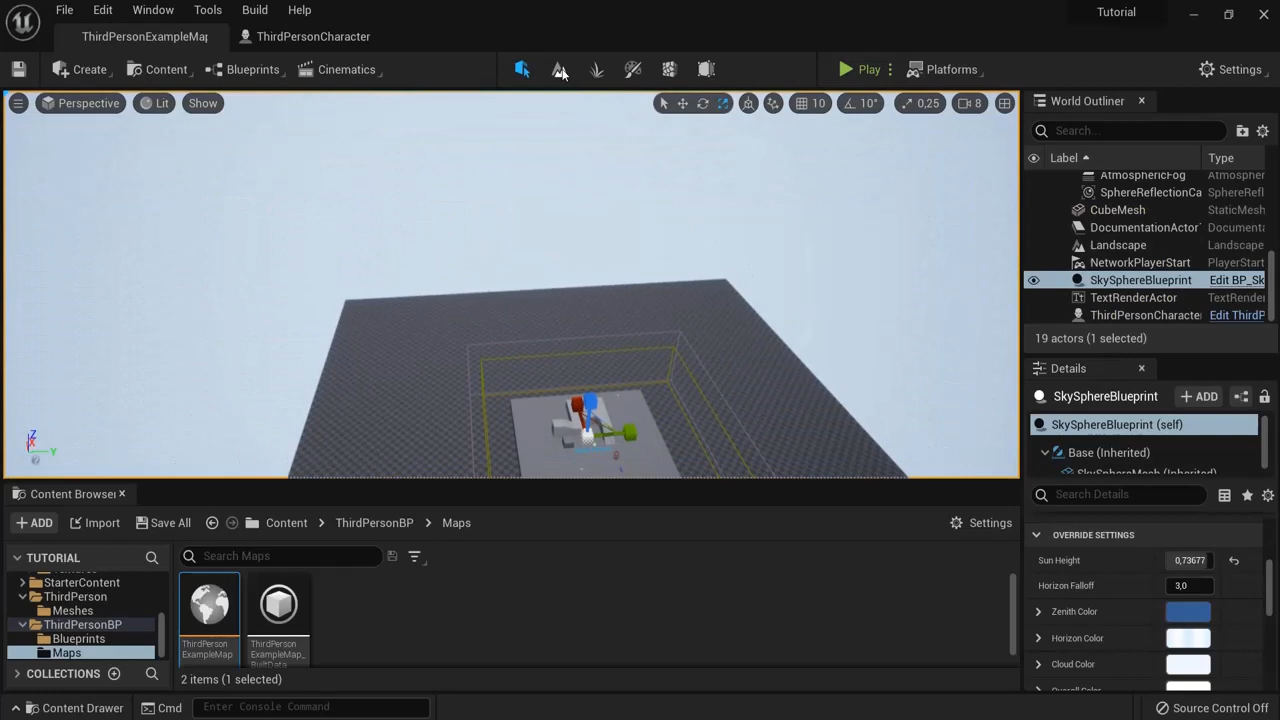 File Edit Window Tools Build Help
Tutorial
ThirdPersonExampleMap
ThirdPersonCharacter
Create
Content
Blueprints
Cinematics
Play
Platforms
Settings
Perspective
Lit
Show
10
10°
0,25
8
Z
X
Y
World Outliner
Search...
Label
Type
AtmosphericFog Atmospher
SphereReflectionCa SphereRefl
CubeMesh StaticMesh
DocumentationActor Documenta
Landscape Landscape
NetworkPlayerStart PlayerStart
SkySphereBlueprint Edit BP_Sk
TextRenderActor TextRende
ThirdPersonCharacte Edit ThirdP
19 actors (1 selected)
Details
SkySphereBlueprint
ADD
SkySphereBlueprint (self)
Base (Inherited)
SkySphereMesh (Inherited)
Search Details
OVERRIDE SETTINGS
Sun Height 0,73677
Horizon Falloff 3,0
Zenith Color
Horizon Color
Cloud Color
Overall Color
Content Browser
ADD
Import
Save All
Content
ThirdPersonBP
Maps
Settings
TUTORIAL
StarterContent
ThirdPerson
Meshes
ThirdPersonBP
Blueprints
Maps
COLLECTIONS
Search Maps
ThirdPerson
ExampleMap
ThirdPerson
ExampleMap_
BuiltData
2 items (1 selected)
Content Drawer
Cmd
Enter Console Command
Source Control Off